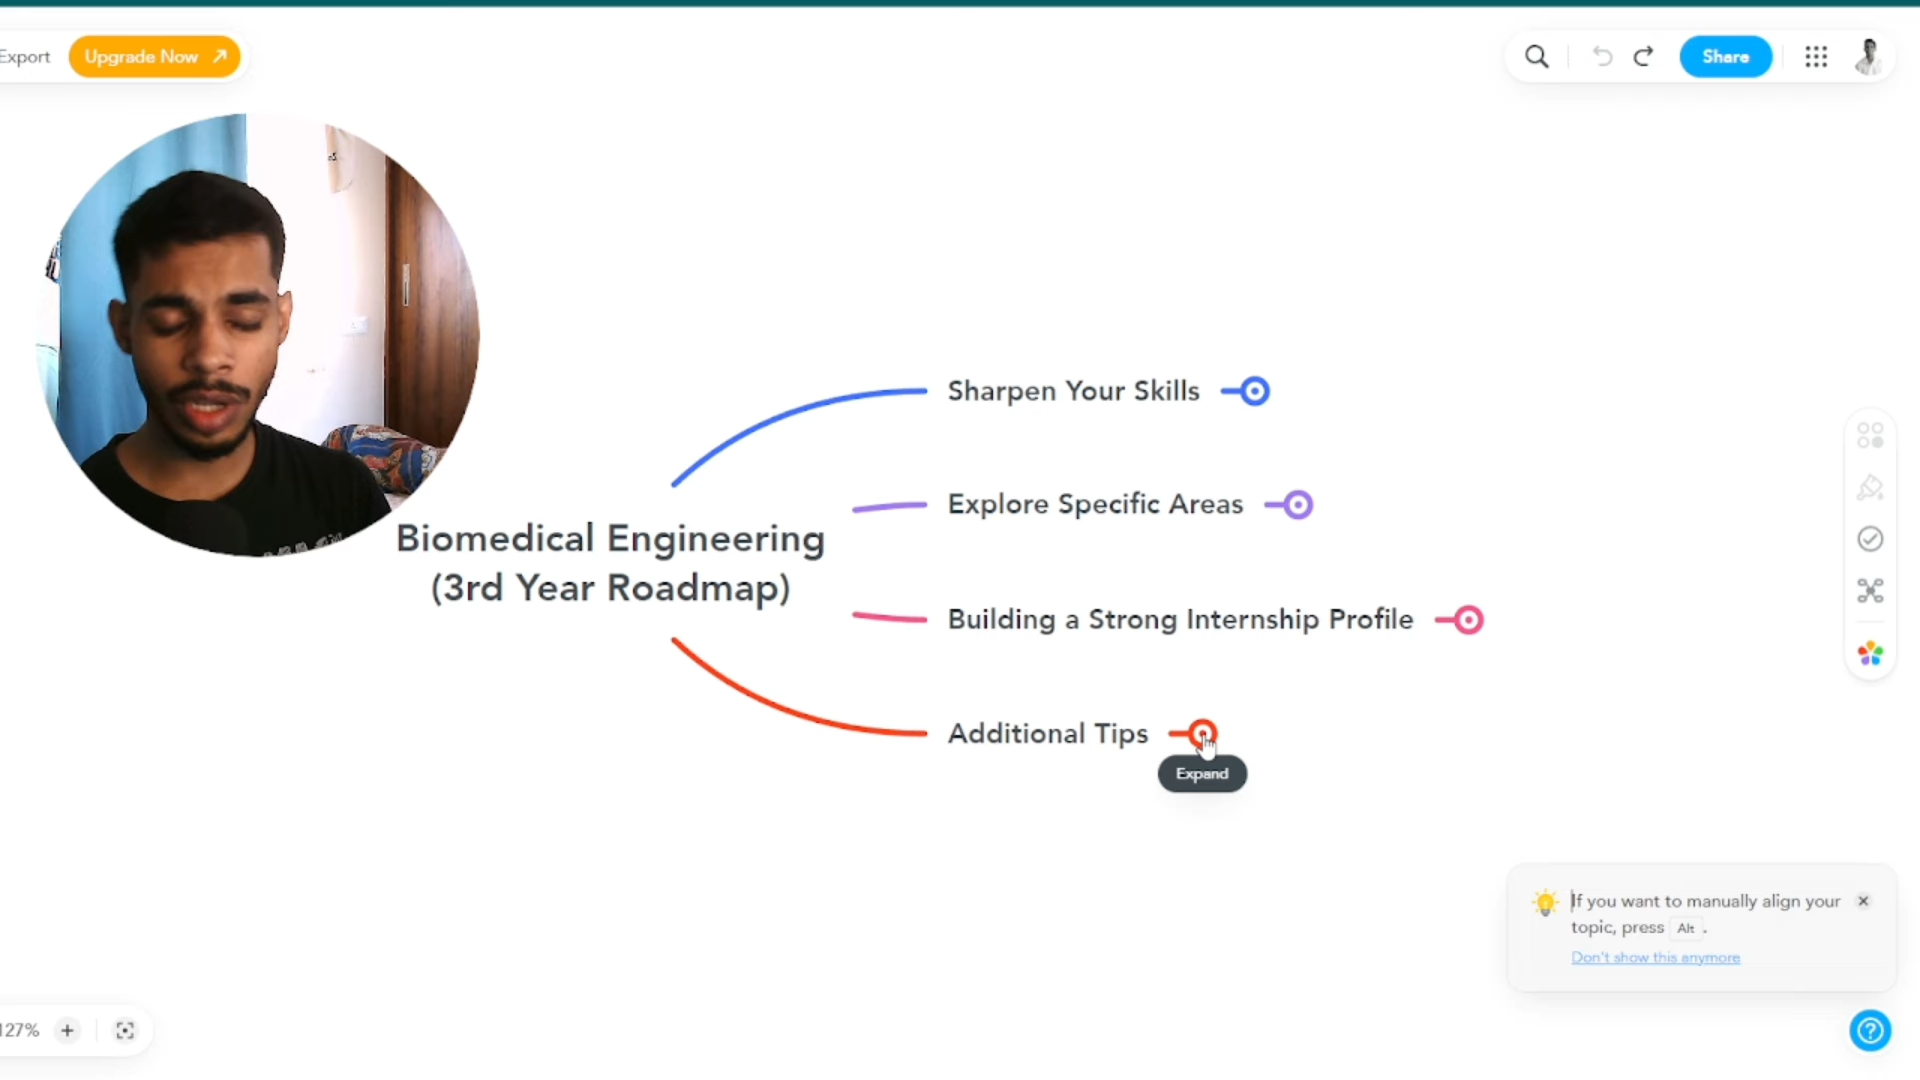 Export
Upgrade Now
Share
Sharpen Your Skills
Explore Specific Areas
Biomedical Engineering
(3rd Year Roadmap)
Building a Strong Internship Profile
Additional Tips
Expand
If you want to manually align your
topic, press Alt .
Don't show this anymore
127%